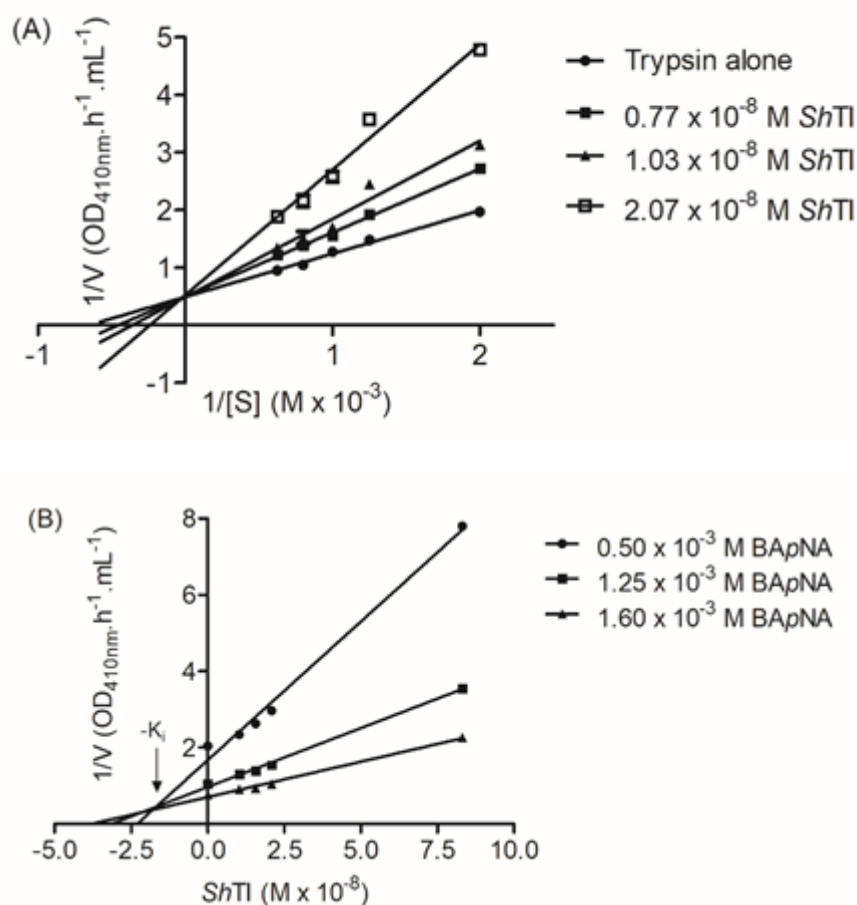 (A)
1/V (OD410nm.h-1.mL-1)
5
4
3
2
1
-1
-1
1
2
1/[S] (M x 10-3)
Trypsin alone
0.77 x 10-8 M ShTI
1.03 x 10-8 M ShTI
2.07 x 10-8 M ShTI
(B)
1/V (OD410nm.h-1.mL-1)
8
6
4
2
-Ki
-5.0
-2.5
0.0
2.5
5.0
7.5
10.0
ShTI (M x 10-8)
0.50 x 10-3 M BApNA
1.25 x 10-3 M BApNA
1.60 x 10-3 M BApNA